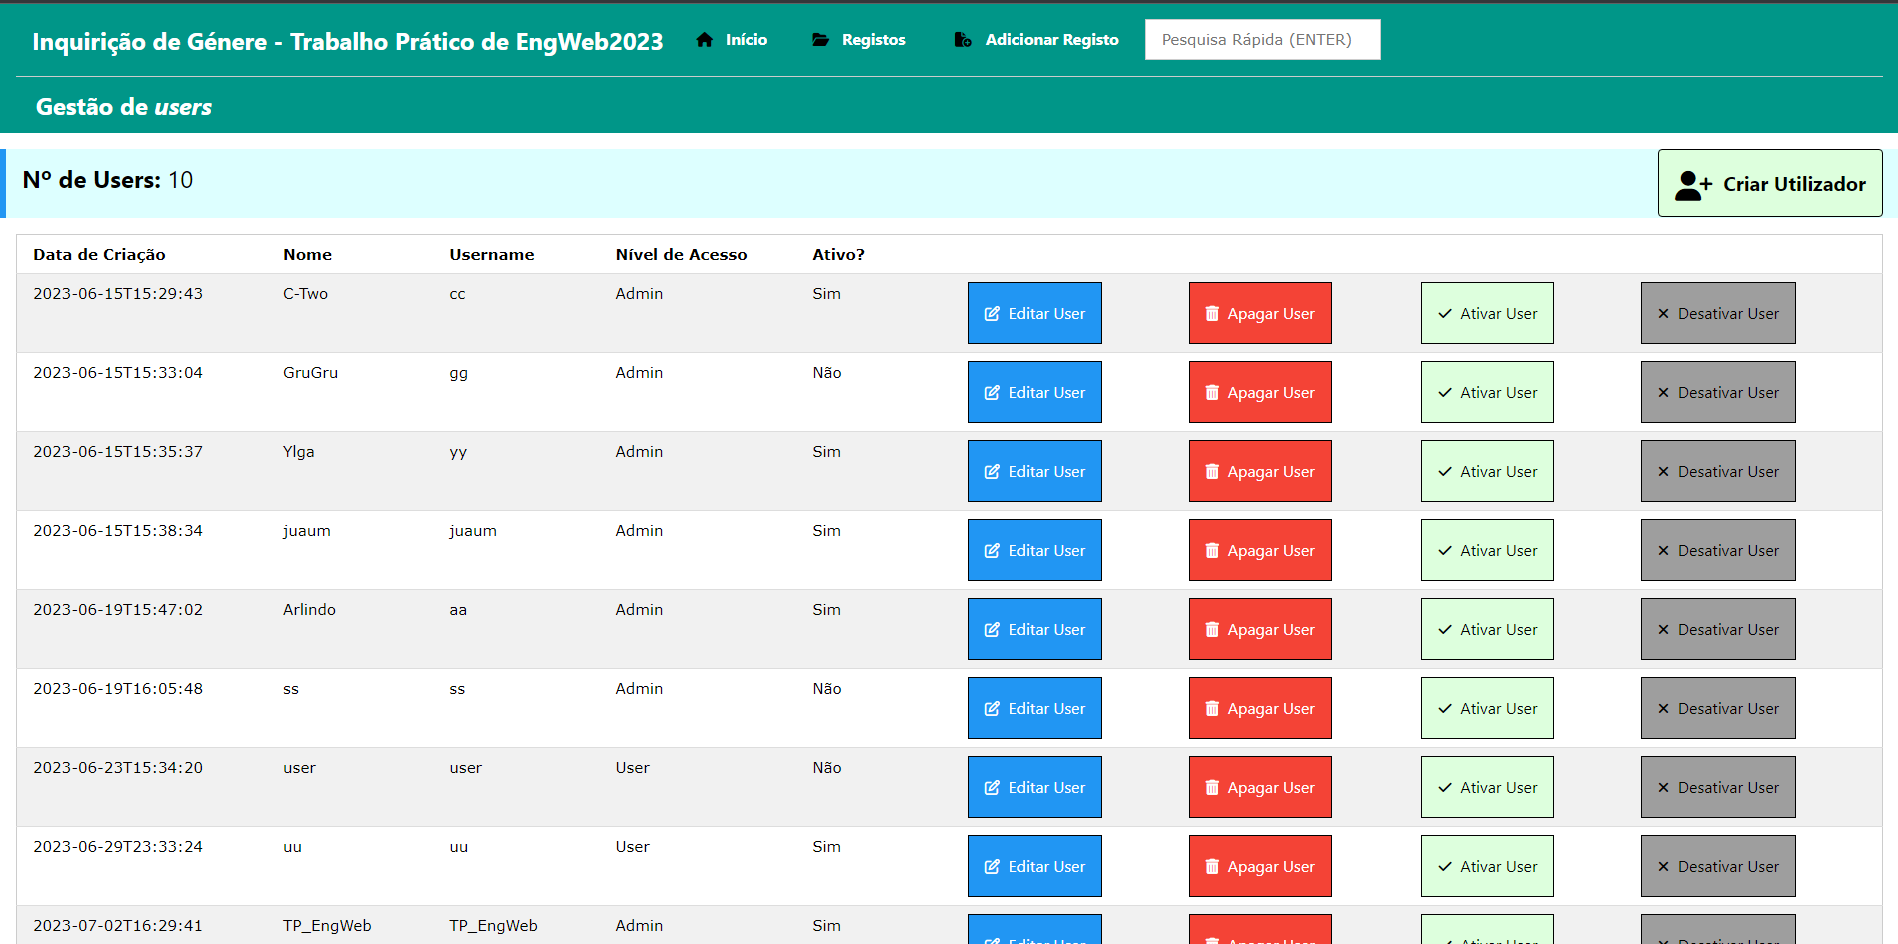 Inquirição de Génere - Trabalho Prático de EngWeb2023 Início Registos Adicionar Registo Pesquisa Rápida (ENTER)
Gestão de users
Nº de Users: 10 Criar Utilizador
Data de Criação Nome Username Nível de Acesso Ativo?
2023-06-15T15:29:43 C-Two cc Admin Sim Editar User Apagar User Ativar User Desativar User
2023-06-15T15:33:04 GruGru gg Admin Não Editar User Apagar User Ativar User Desativar User
2023-06-15T15:35:37 Ylga yy Admin Sim Editar User Apagar User Ativar User Desativar User
2023-06-15T15:38:34 juaum juaum Admin Sim Editar User Apagar User Ativar User Desativar User
2023-06-19T15:47:02 Arlindo aa Admin Sim Editar User Apagar User Ativar User Desativar User
2023-06-19T16:05:48 ss ss Admin Não Editar User Apagar User Ativar User Desativar User
2023-06-23T15:34:20 user user User Não Editar User Apagar User Ativar User Desativar User
2023-06-29T23:33:24 uu uu User Sim Editar User Apagar User Ativar User Desativar User
2023-07-02T16:29:41 TP_EngWeb TP_EngWeb Admin Sim Editar User Apagar User Ativar User Desativar User